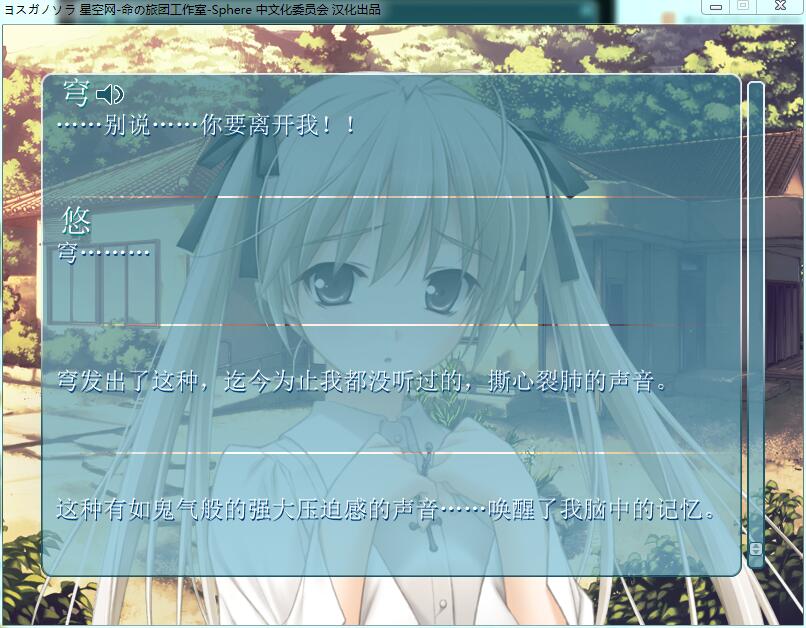 ヨスガノソラ 星空网-命の旅团工作室-Sphere 中文化委员会 汉化出品
穹
……别说……你要离开我！！
悠
穹………
穹发出了这种，迄今为止我都没听过的，撕心裂肺的声音。
这种有如鬼气般的强大压迫感的声音……唤醒了我脑中的记忆。